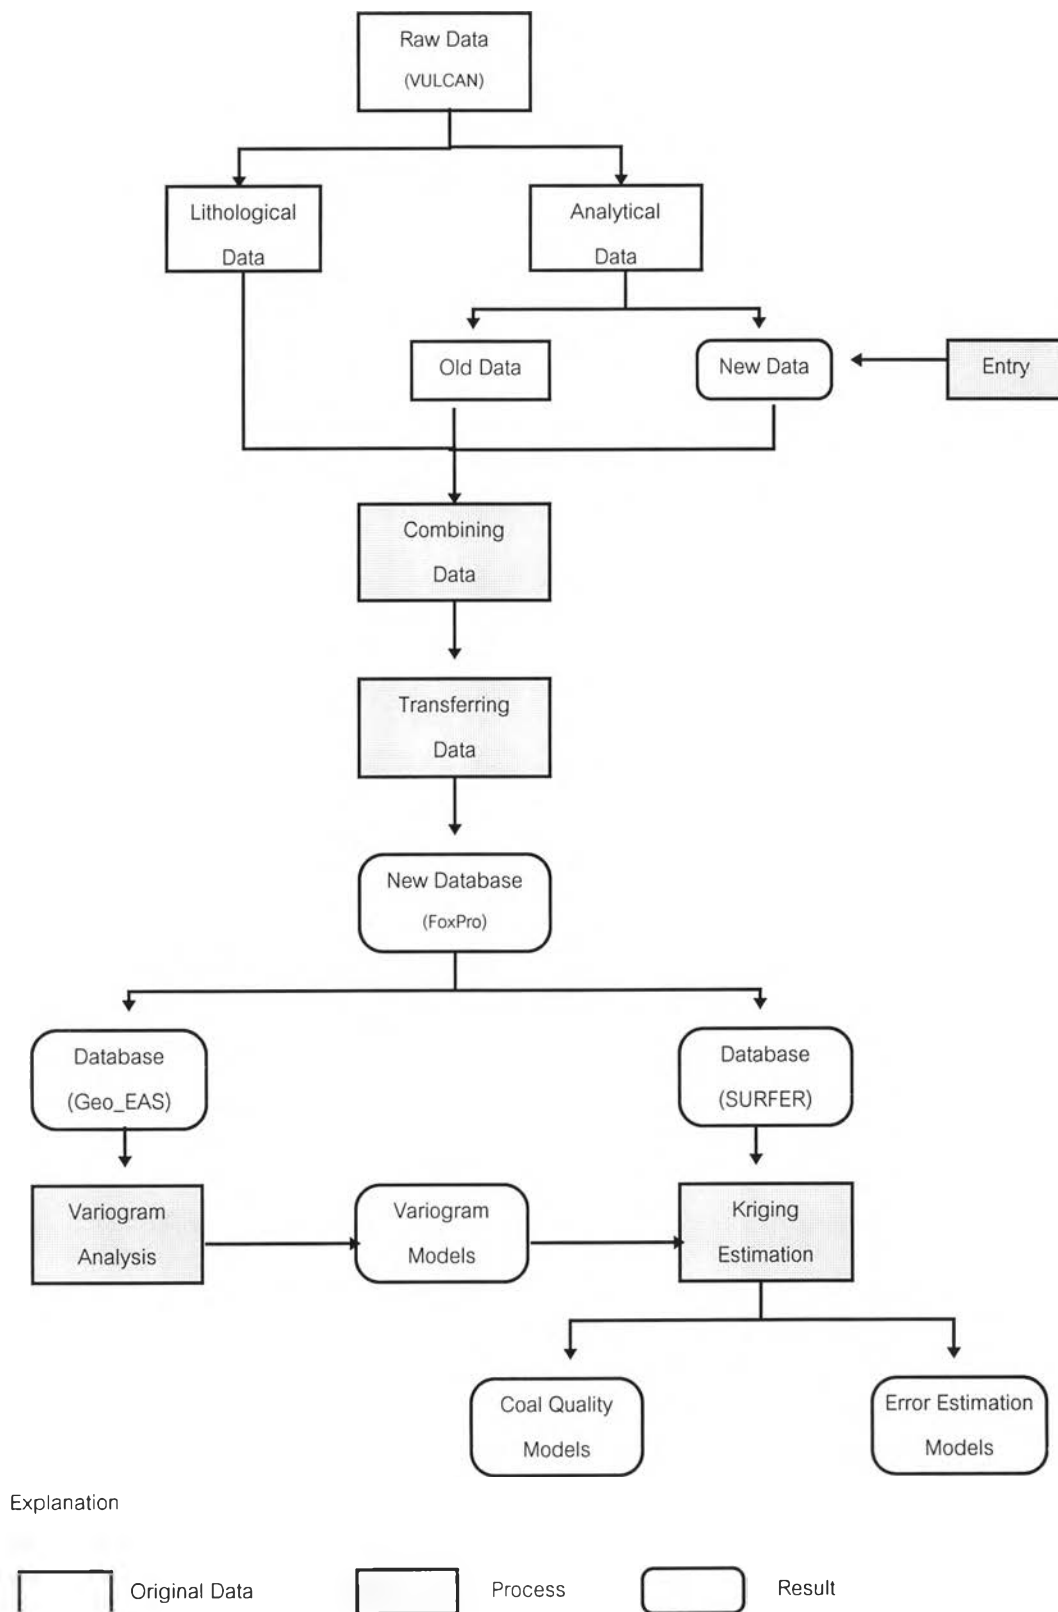 Raw Data
(VULCAN)
Lithological
Data
Analytical
Data
Old Data
New Data
Entry
Combining
Data
Transferring
Data
New Database
(FoxPro)
Database
(Geo_EAS)
Database
(SURFER)
Variogram
Analysis
Variogram
Models
Kriging
Estimation
Coal Quality
Models
Error Estimation
Models
Explanation
Original Data
Process
Result